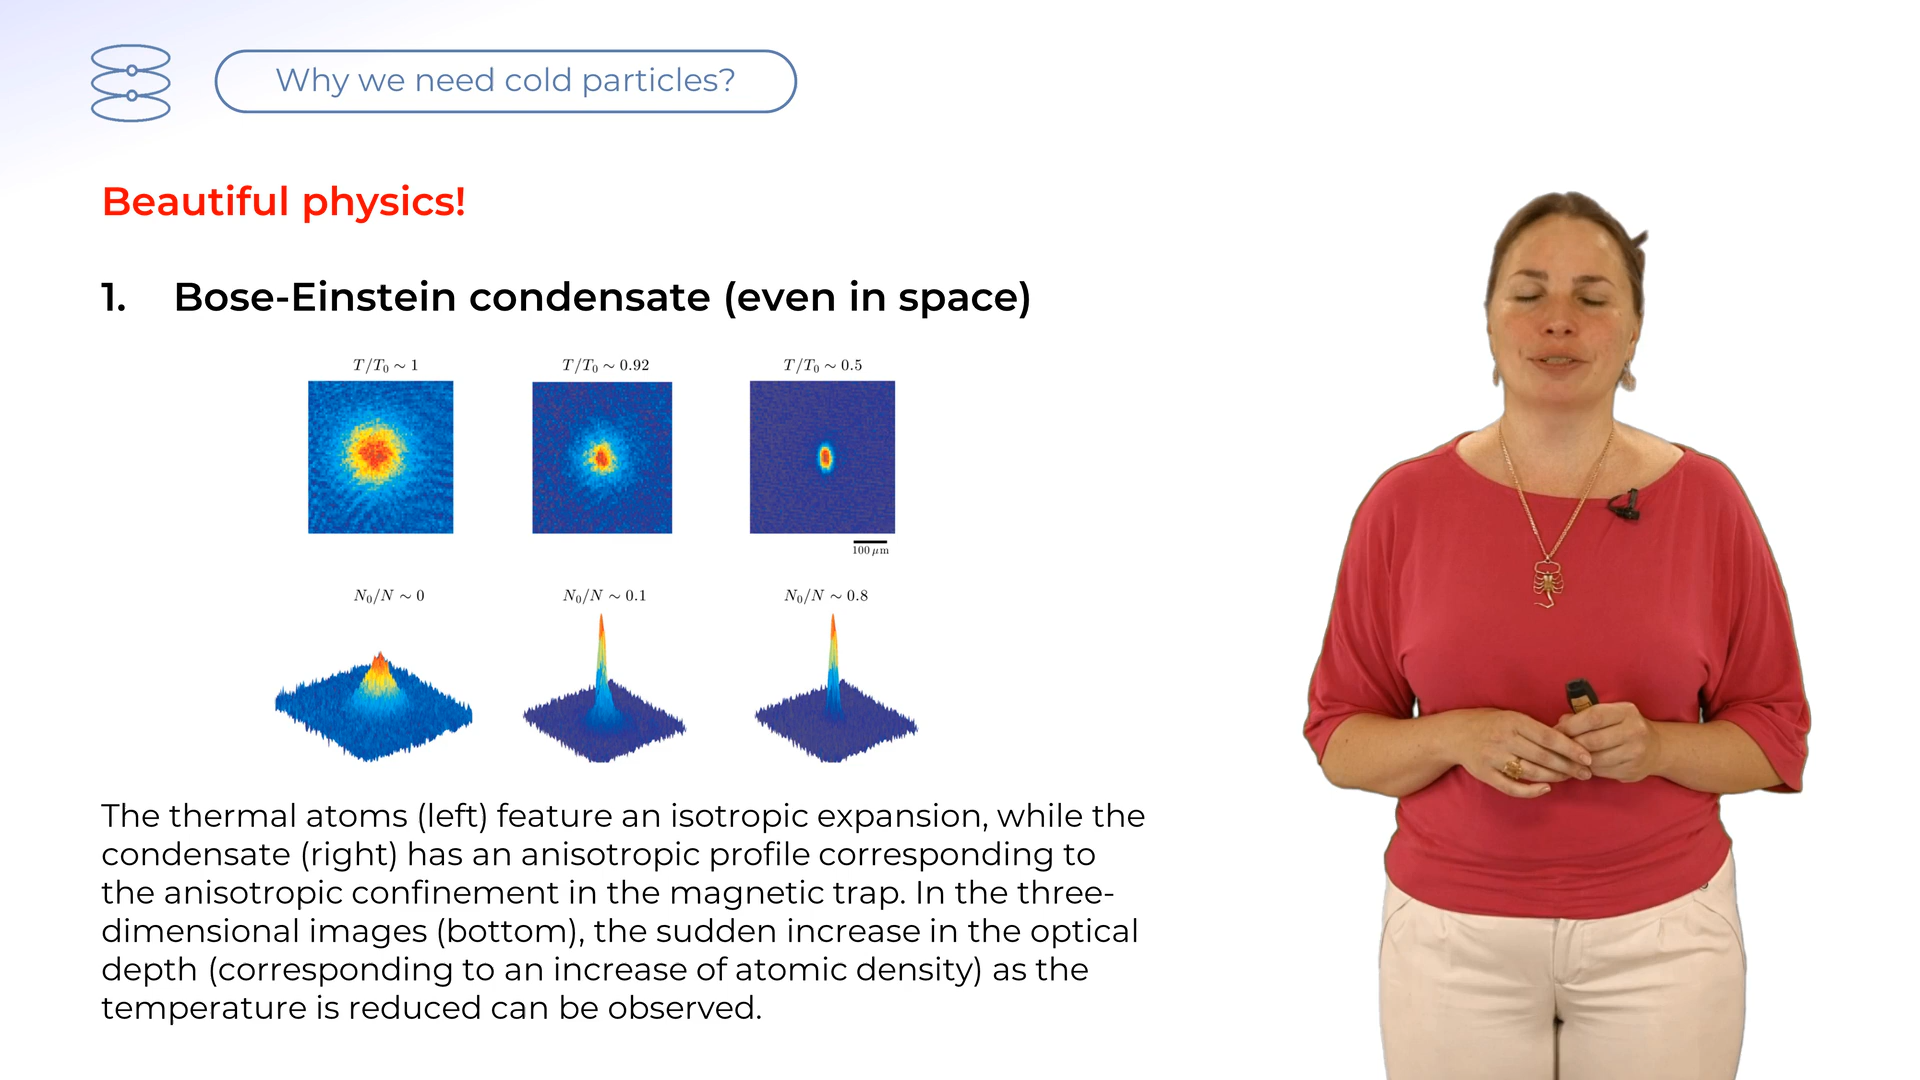 Why we need cold particles?
Beautiful physics!
1. Bose-Einstein condensate (even in space)
T/T₀ ∼ 1
T/T₀ ∼ 0.92
T/T₀ ∼ 0.5
100 μm
N₀/N ∼ 0
N₀/N ∼ 0.1
N₀/N ∼ 0.8
The thermal atoms (left) feature an isotropic expansion, while the
condensate (right) has an anisotropic profile corresponding to
the anisotropic confinement in the magnetic trap. In the three-
dimensional images (bottom), the sudden increase in the optical
depth (corresponding to an increase of atomic density) as the
temperature is reduced can be observed.